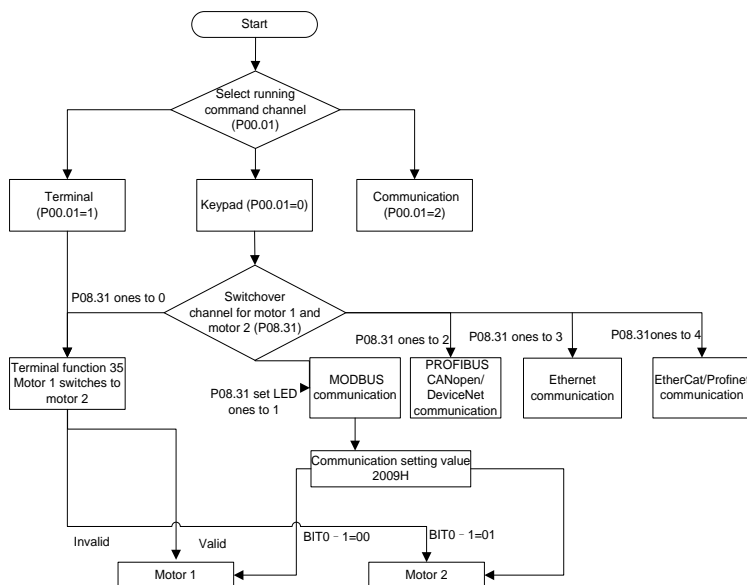 Start
Select running
command channel
(P00.01)
Terminal
(P00.01=1)
Keypad (P00.01=0)
Communication
(P00.01=2)
P08.31 ones to 0
Switchover
channel for motor 1 and
motor 2 (P08.31)
P08.31 ones to 2
P08.31 ones to 3
P08.31ones to 4
Terminal function 35
Motor 1 switches to
motor 2
P08.31 set LED
ones to 1
MODBUS
communication
PROFIBUS
CANopen/
DeviceNet
communication
Ethernet
communication
EtherCat/Profinet
communication
Communication setting value
2009H
Invalid
Valid
BIT0﹣1=00
BIT0﹣1=01
Motor 1
Motor 2